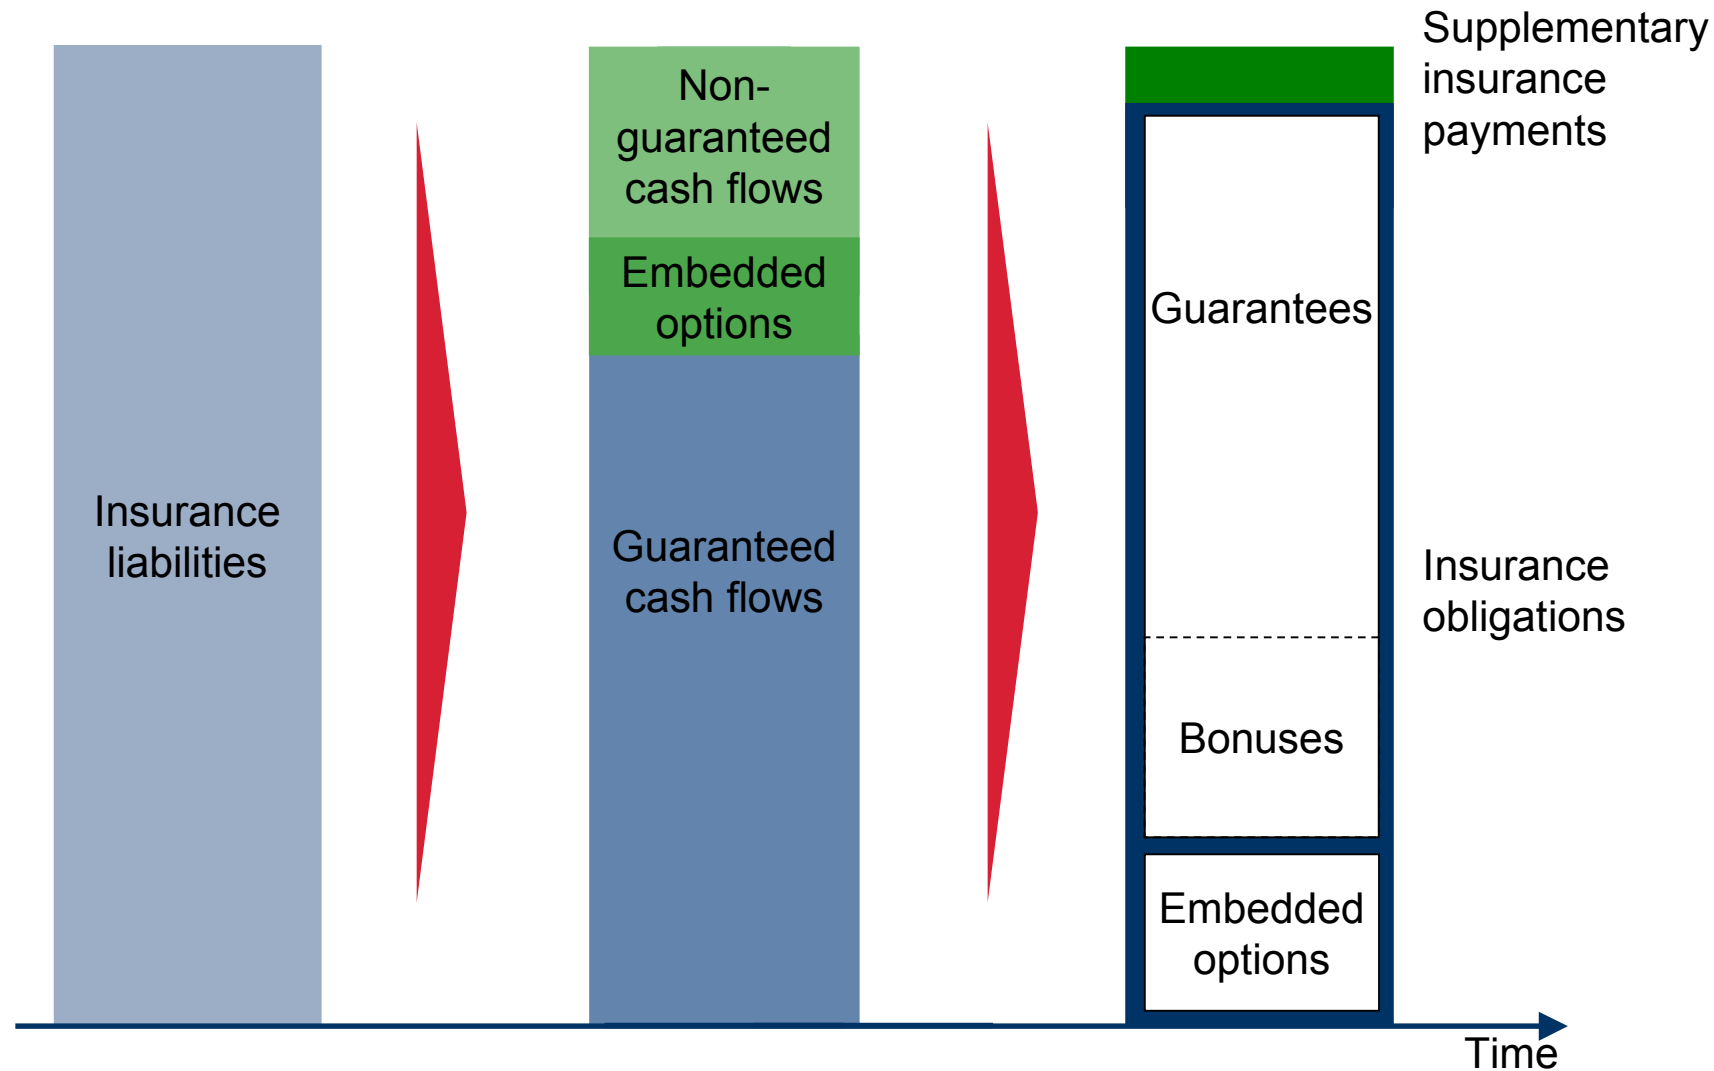 Insurance
liabilities
Non-
guaranteed
cash flows
Embedded
options
Guaranteed
cash flows
Supplementary
insurance
payments
Guarantees
Insurance
obligations
Bonuses
Embedded
options
Time